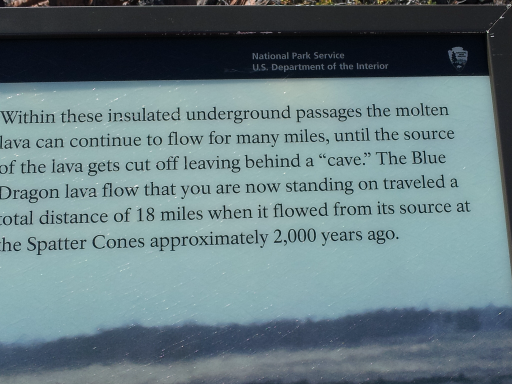 National Park Service
U.S. Department of the Interior
Within these insulated underground passages the molten
lava can continue to flow for many miles, until the source
of the lava gets cut off leaving behind a “cave.” The Blue
Dragon lava flow that you are now standing on traveled a
total distance of 18 miles when it flowed from its source at
the Spatter Cones approximately 2,000 years ago.